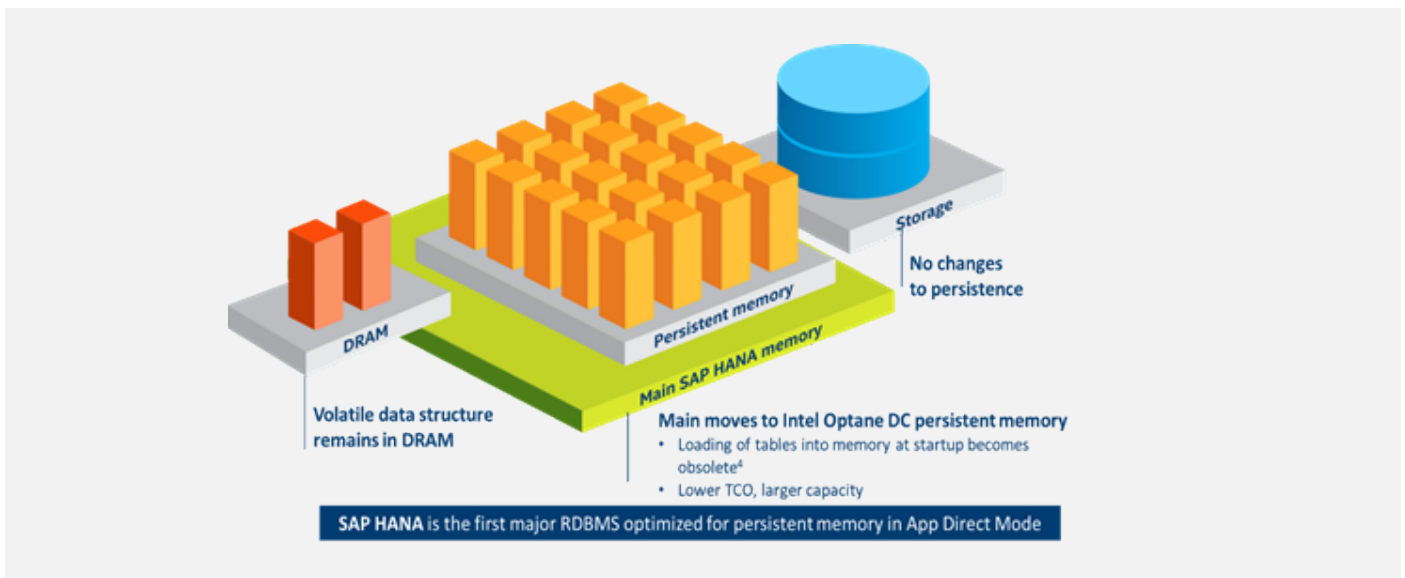 Storage
No changes
to persistence
Persistent memory
DRAM
Main SAP HANA memory
Volatile data structure
remains in DRAM
Main moves to Intel Optane DC persistent memory
• Loading of tables into memory at startup becomes
obsolete⁴
• Lower TCO, larger capacity
SAP HANA is the first major RDBMS optimized for persistent memory in App Direct Mode